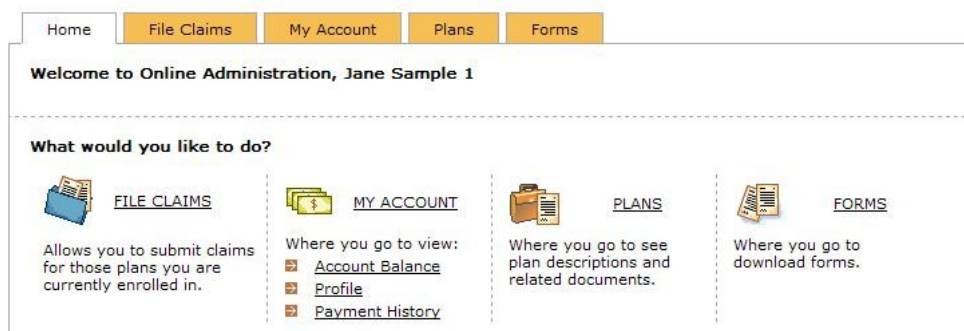 Home File Claims My Account Plans Forms
Welcome to Online Administration, Jane Sample 1
What would you like to do?
FILE CLAIMS
Allows you to submit claims
for those plans you are
currently enrolled in.
MY ACCOUNT
Where you go to view:
Account Balance
Profile
Payment History
PLANS
Where you go to see
plan descriptions and
related documents.
FORMS
Where you go to
download forms.